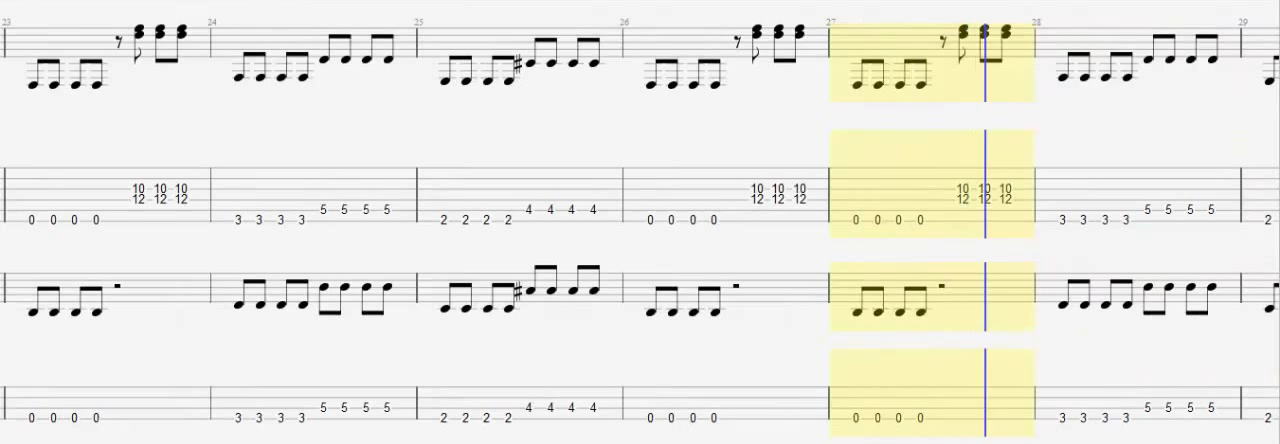 23 24 25 26 27 28 29
10 10 10 10 10 10 10 10 10
12 12 12 12 12 12 12 12 12
5 5 5 5 4 4 4 4 5 5 5 5
0 0 0 0 3 3 3 3 2 2 2 2 0 0 0 0 0 0 0 0 3 3 3 3 2
5 5 5 5 4 4 4 4 5 5 5 5
0 0 0 0 3 3 3 3 2 2 2 2 0 0 0 0 0 0 0 0 3 3 3 3 2